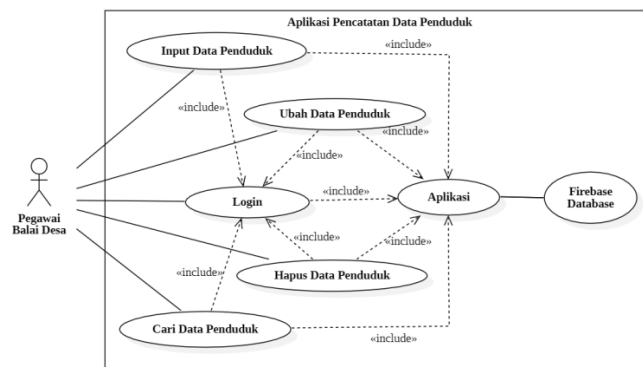 Aplikasi Pencatatan Data Penduduk
Input Data Penduduk
«include»
«include»
Ubah Data Penduduk
«include»
«include»
Pegawai
Balai Desa
Login
«include»
Aplikasi
Firebase
Database
«include»
«include»
Hapus Data Penduduk
«include»
Cari Data Penduduk
«include»